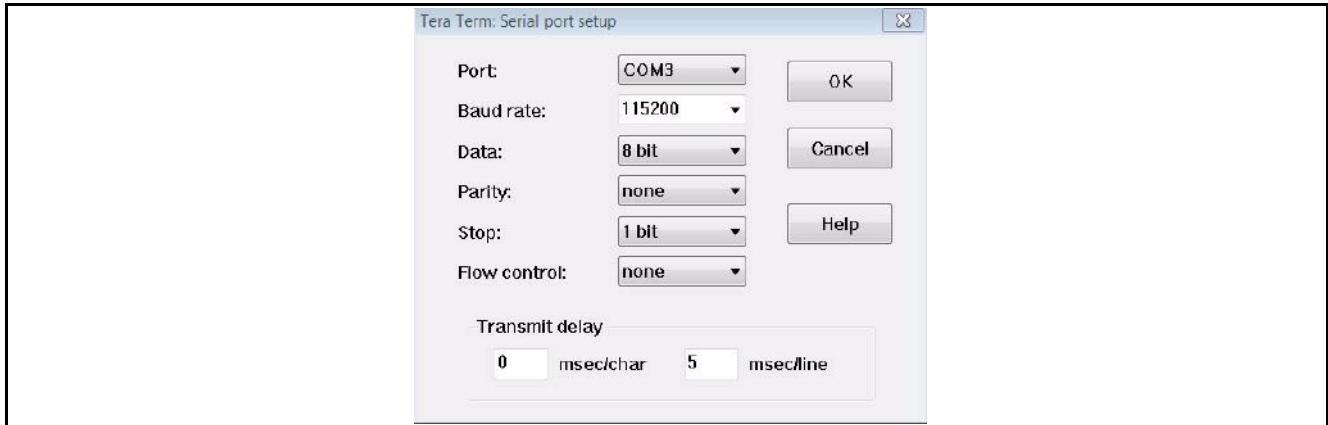 Tera Term: Serial port setup
Port: COM3
OK
Baud rate: 115200
Data: 8 bit
Cancel
Parity: none
Stop: 1 bit
Help
Flow control: none
Transmit delay
0 msec/char 5 msec/line